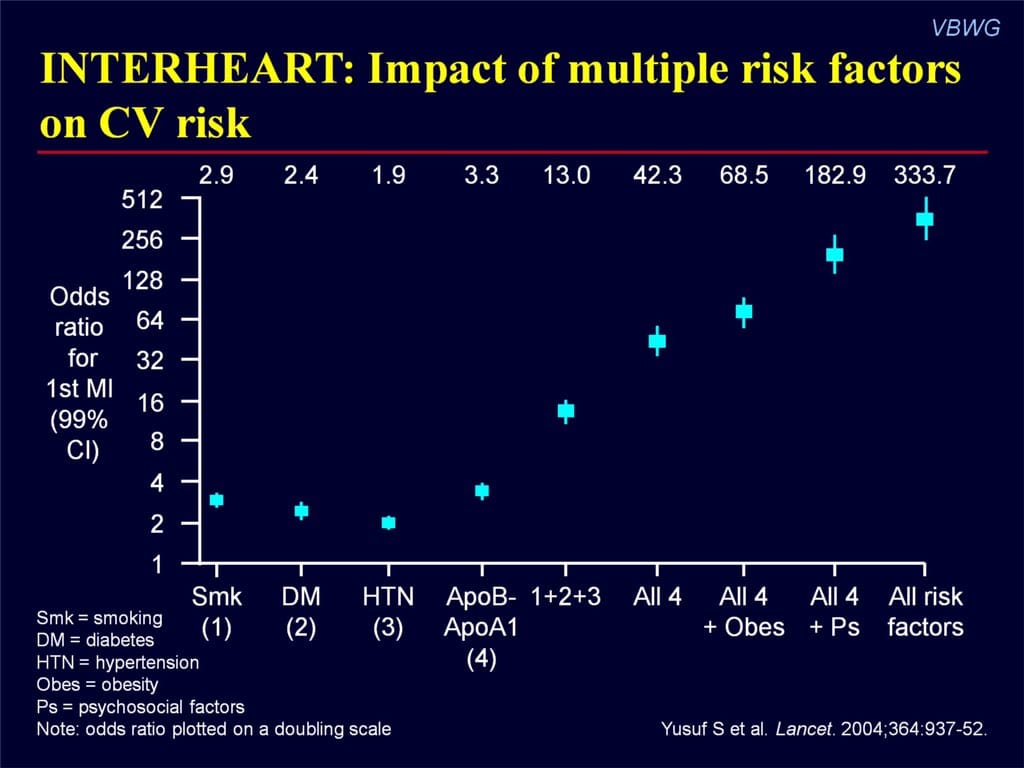 VBWG
INTERHEART: Impact of multiple risk factors
on CV risk
2.9 2.4 1.9 3.3 13.0 42.3 68.5 182.9 333.7
512
256
128
64
32
16
8
4
2
1
Odds
ratio
for
1st MI
(99%
CI)
Smk DM HTN ApoB- 1+2+3 All 4 All 4 All 4 All risk
(1) (2) (3) ApoA1 + Obes + Ps factors
(4)
Smk = smoking
DM = diabetes
HTN = hypertension
Obes = obesity
Ps = psychosocial factors
Note: odds ratio plotted on a doubling scale
Yusuf S et al. Lancet. 2004;364:937-52.